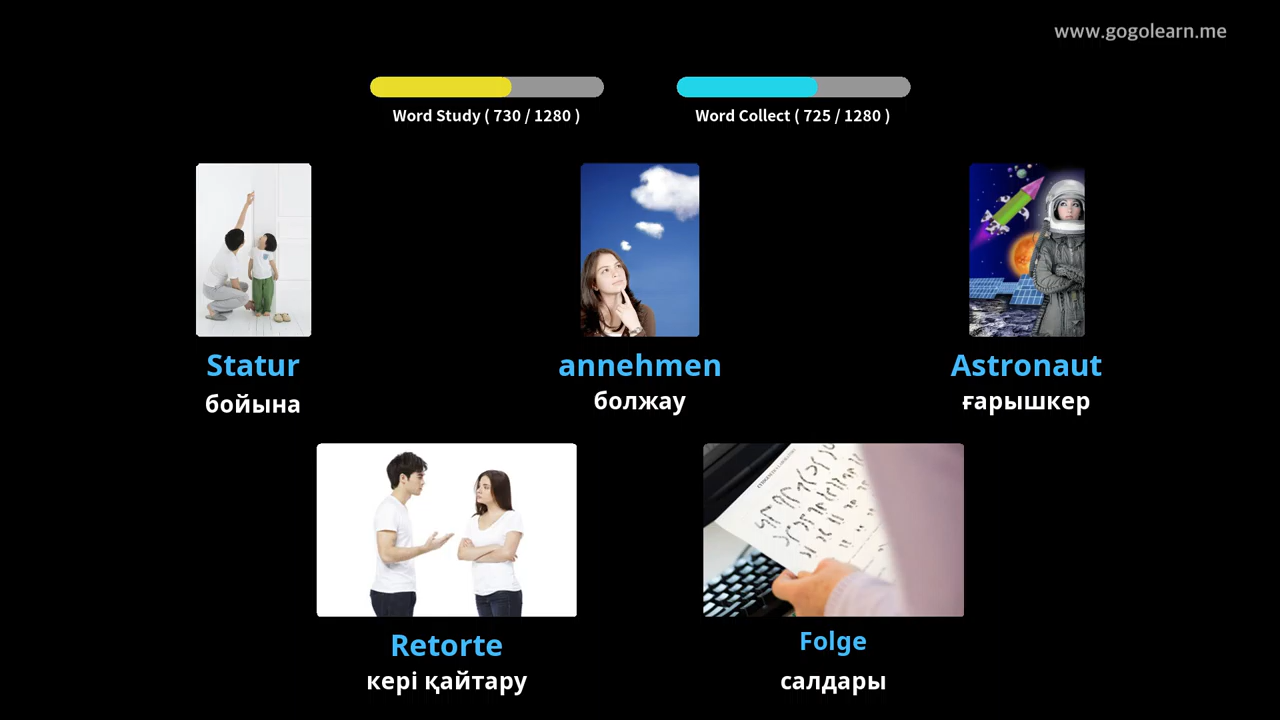 www.gogolearn.me
Word Study ( 730 / 1280 )
Word Collect ( 725 / 1280 )
Statur
бойына
annehmen
болжау
Astronaut
ғарышкер
Retorte
кері қайтару
Folge
салдары